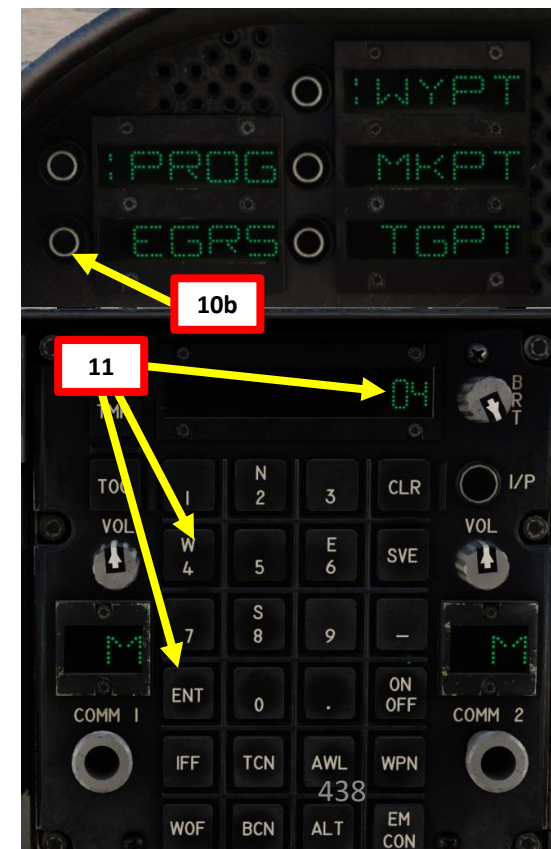 :WYPT
:PROG MKPT
EGRS TGPT
10b
11
04
BRT
TMR
TOO 1 N 2 3 CLR I/P
VOL W 4 5 E 6 SVE VOL
7 S 8 9 –
M M
ENT 0 . ON OFF
COMM 1 COMM 2
IFF TCN AWL WPN
438
WOF BCN ALT EM CON